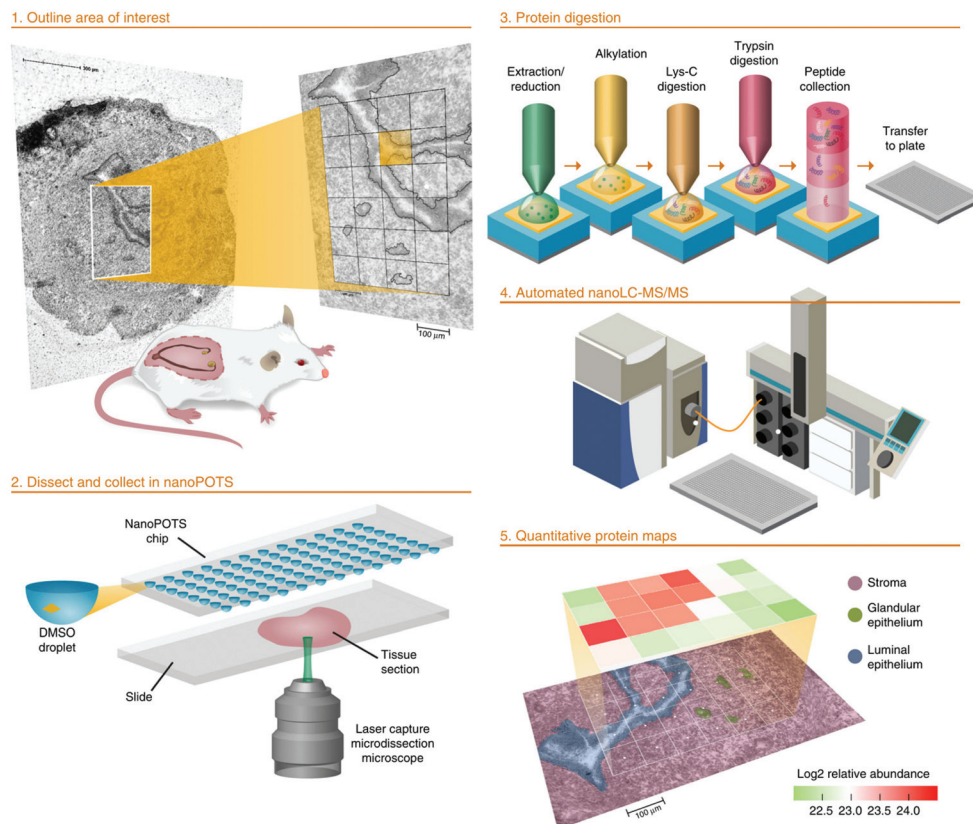 1. Outline area of interest
300 µm
100 µm
2. Dissect and collect in nanoPOTS
NanoPOTS
chip
DMSO
droplet
Tissue
section
Slide
Laser capture
microdissection
microscope
3. Protein digestion
Extraction/
reduction
Alkylation
Lys-C
digestion
Trypsin
digestion
Peptide
collection
Transfer
to plate
4. Automated nanoLC-MS/MS
5. Quantitative protein maps
Stroma
Glandular
epithelium
Luminal
epithelium
100 µm
Log2 relative abundance
22.5 23.0 23.5 24.0